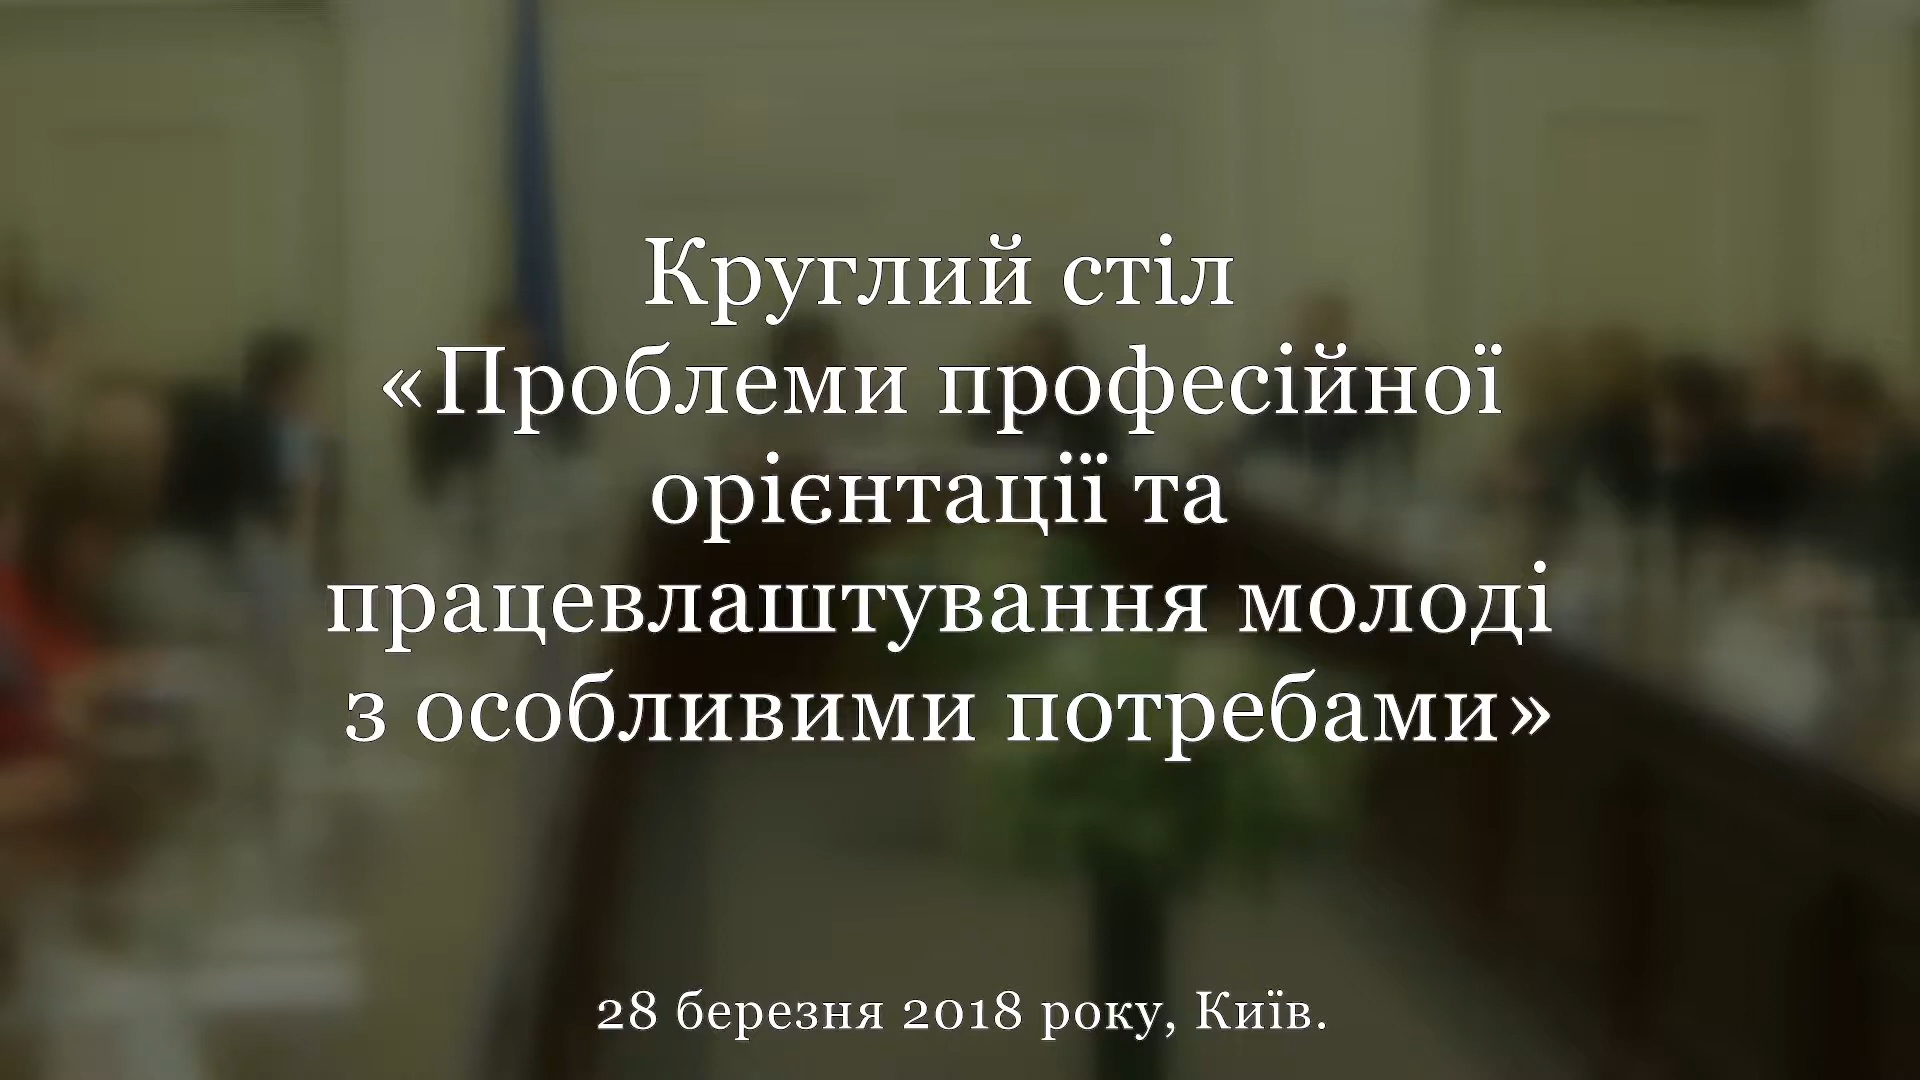 Круглий стіл
«Проблеми професійної
орієнтації та
працевлаштування молоді
з особливими потребами»
28 березня 2018 року, Київ.